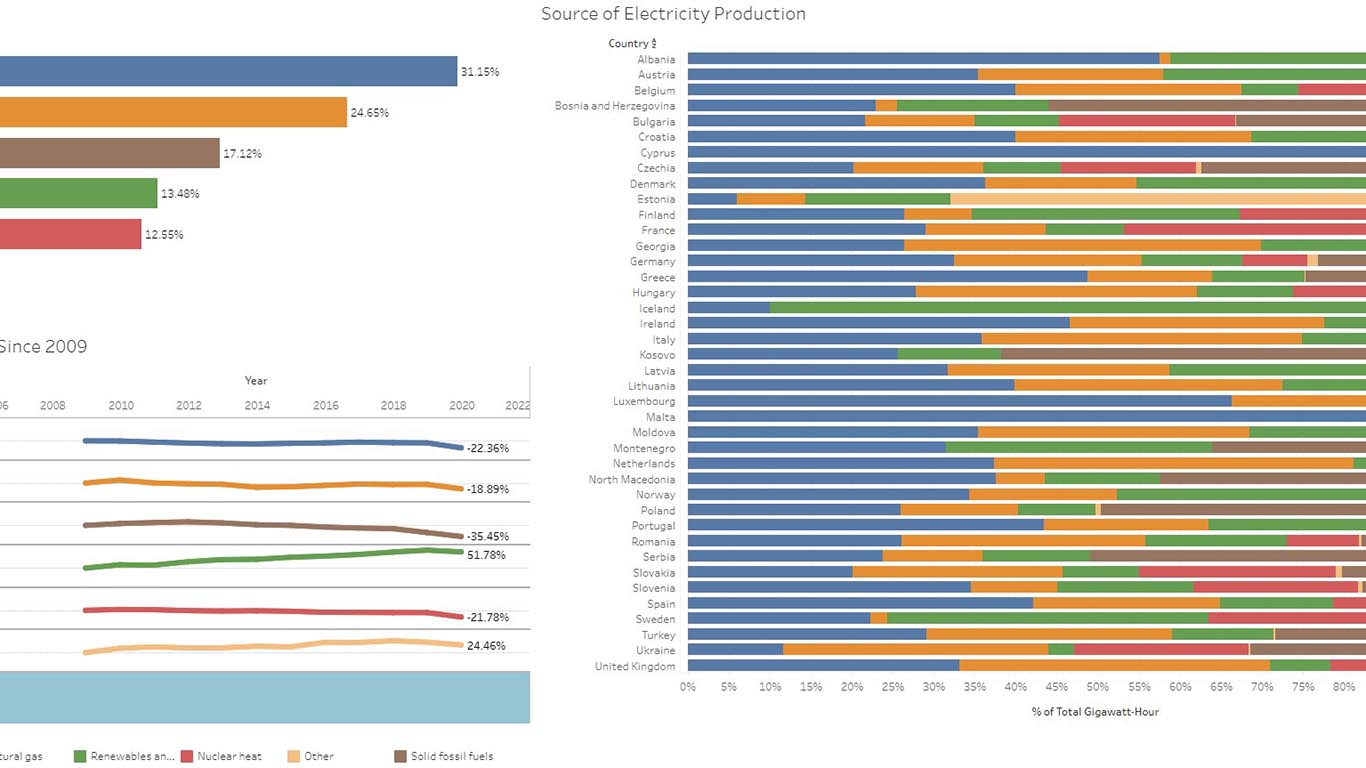 Source of Electricity Production
31.15%
24.65%
17.12%
13.48%
12.55%
Since 2009
Year
06 2008 2010 2012 2014 2016 2018 2020 2022
-22.36%
-18.89%
-35.45%
51.78%
-21.78%
24.46%
tural gas Renewables an... Nuclear heat Other Solid fossil fuels
Country
Albania
Austria
Belgium
Bosnia and Herzegovina
Bulgaria
Croatia
Cyprus
Czechia
Denmark
Estonia
Finland
France
Georgia
Germany
Greece
Hungary
Iceland
Ireland
Italy
Kosovo
Latvia
Lithuania
Luxembourg
Malta
Moldova
Montenegro
Netherlands
North Macedonia
Norway
Poland
Portugal
Romania
Serbia
Slovakia
Slovenia
Spain
Sweden
Turkey
Ukraine
United Kingdom
0% 5% 10% 15% 20% 25% 30% 35% 40% 45% 50% 55% 60% 65% 70% 75% 80%
% of Total Gigawatt-Hour